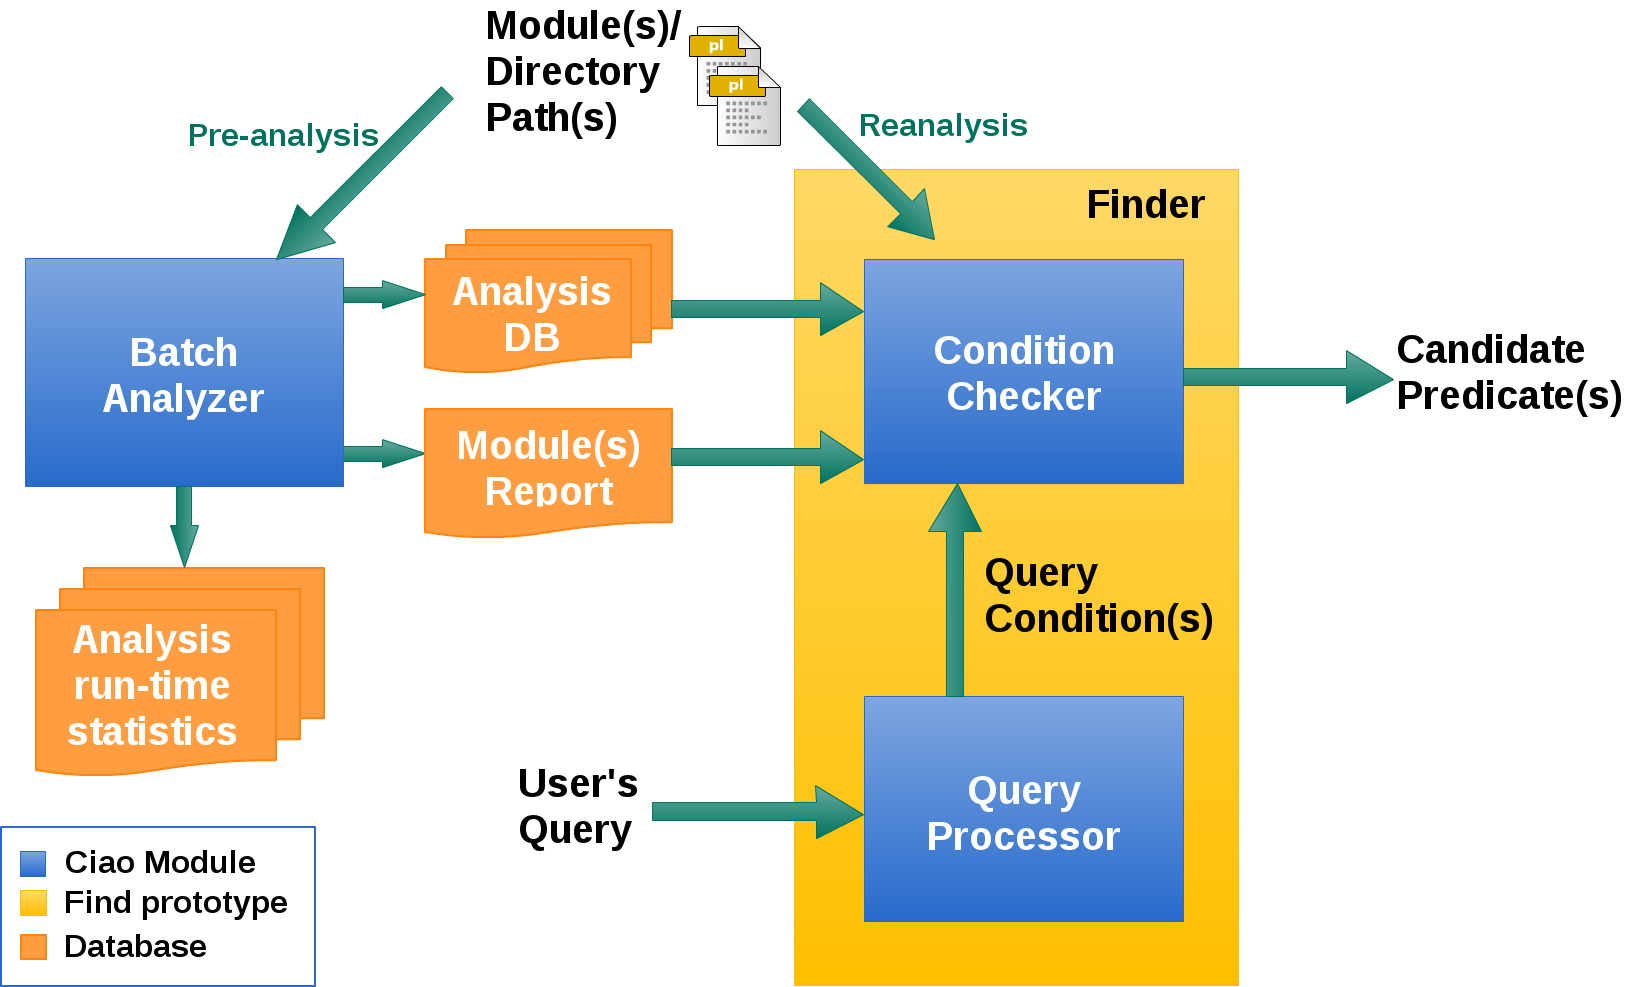 Module(s)/
Directory
Path(s)
pl
pl
Pre-analysis
Reanalysis
Finder
Batch
Analyzer
Analysis
DB
Module(s)
Report
Condition
Checker
Candidate
Predicate(s)
Query
Condition(s)
Analysis
run-time
statistics
User's
Query
Query
Processor
Ciao Module
Find prototype
Database